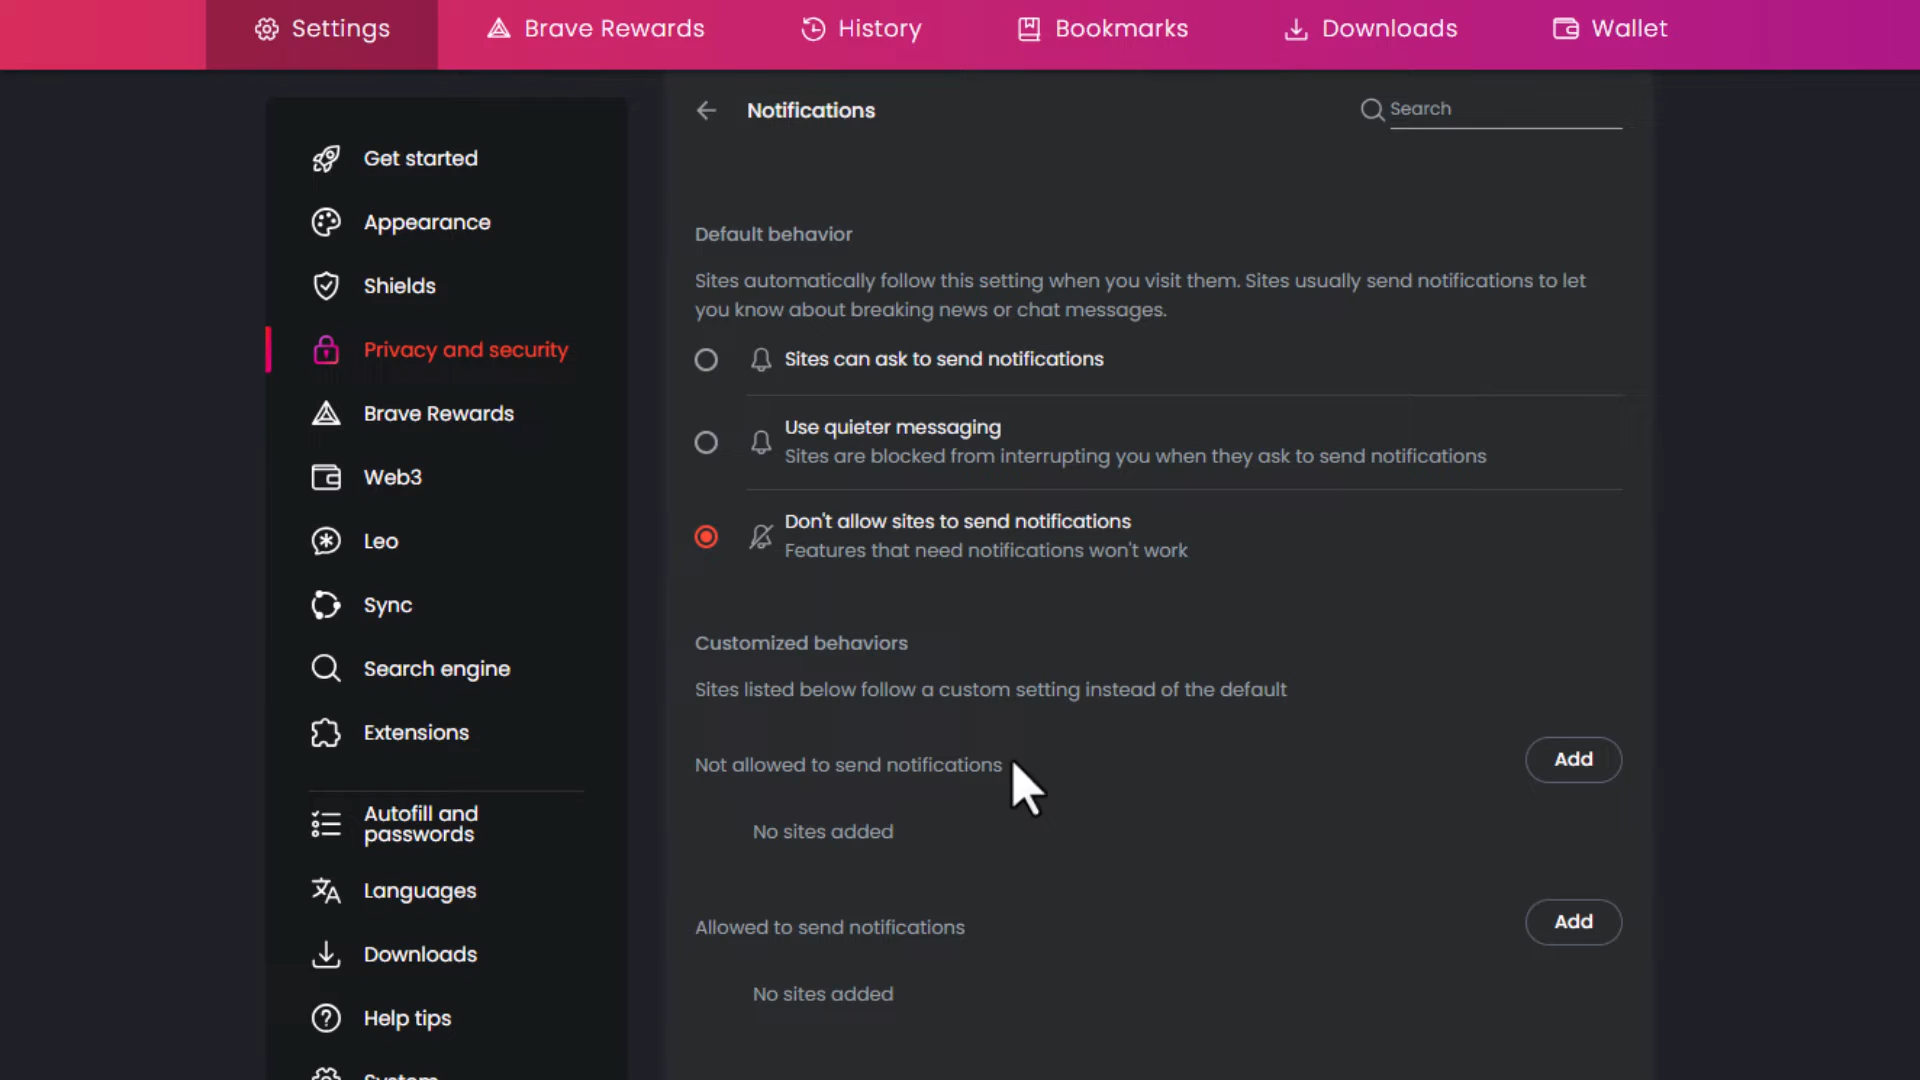 Settings
Brave Rewards
History
Bookmarks
Downloads
Wallet
Get started
Appearance
Shields
Privacy and security
Brave Rewards
Web3
Leo
Sync
Search engine
Extensions
Autofill and
passwords
Languages
Downloads
Help tips
System
Notifications
Search
Default behavior
Sites automatically follow this setting when you visit them. Sites usually send notifications to let
you know about breaking news or chat messages.
Sites can ask to send notifications
Use quieter messaging
Sites are blocked from interrupting you when they ask to send notifications
Don't allow sites to send notifications
Features that need notifications won't work
Customized behaviors
Sites listed below follow a custom setting instead of the default
Not allowed to send notifications
Add
No sites added
Allowed to send notifications
Add
No sites added